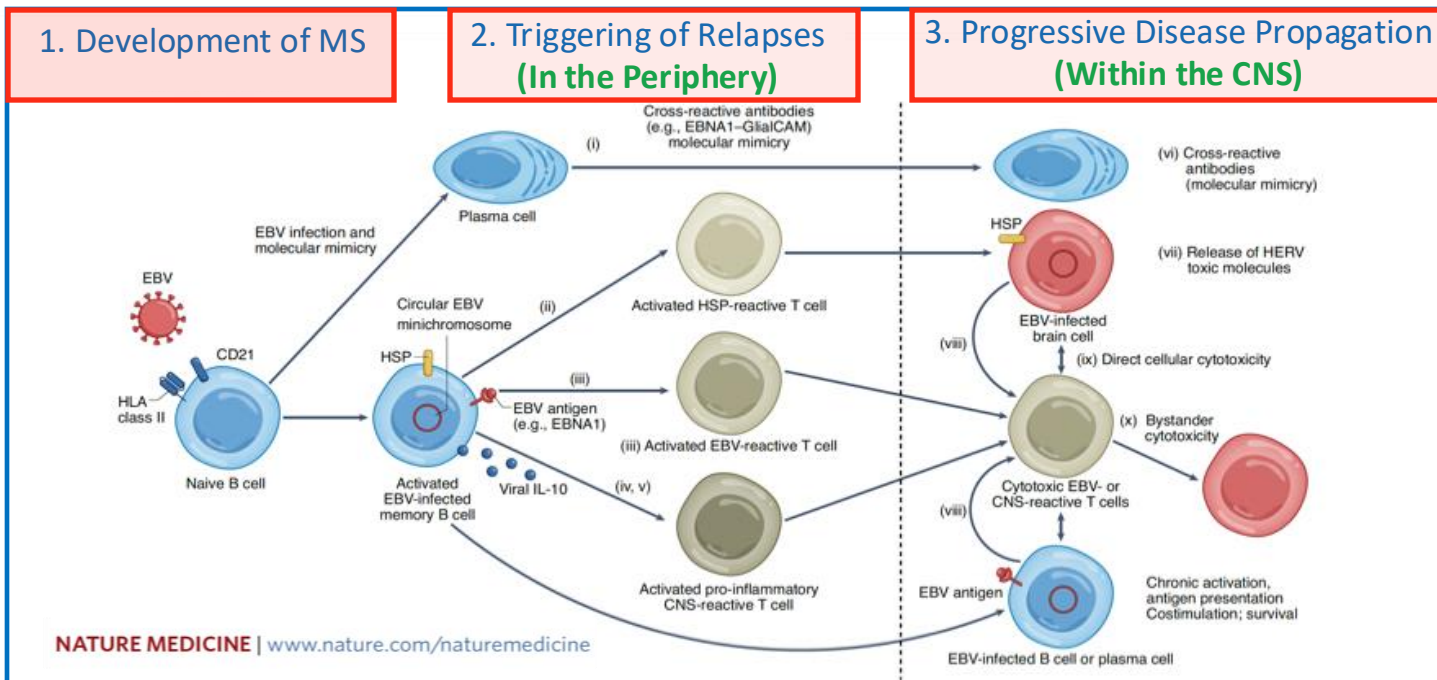 1. Development of MS
2. Triggering of Relapses
(In the Periphery)
3. Progressive Disease Propagation
(Within the CNS)
Cross-reactive antibodies
(e.g., EBNA1–GlialCAM)
molecular mimicry
(i)
Plasma cell
(vi) Cross-reactive
antibodies
(molecular mimicry)
EBV infection and
molecular mimicry
HSP
(vii) Release of HERV
toxic molecules
EBV
Circular EBV
minichromosome
(ii)
Activated HSP-reactive T cell
EBV-infected
brain cell
CD21
HSP
(viii)
(ix) Direct cellular cytotoxicity
HLA
class II
(iii)
EBV antigen
(e.g., EBNA1)
(iii) Activated EBV-reactive T cell
(x) Bystander
cytotoxicity
Naive B cell
Activated
EBV-infected
memory B cell
Viral IL-10
(iv, v)
Cytotoxic EBV- or
CNS-reactive T cells
(viii)
Activated pro-inflammatory
CNS-reactive T cell
EBV antigen
Chronic activation,
antigen presentation
Costimulation; survival
EBV-infected B cell or plasma cell
NATURE MEDICINE | www.nature.com/naturemedicine